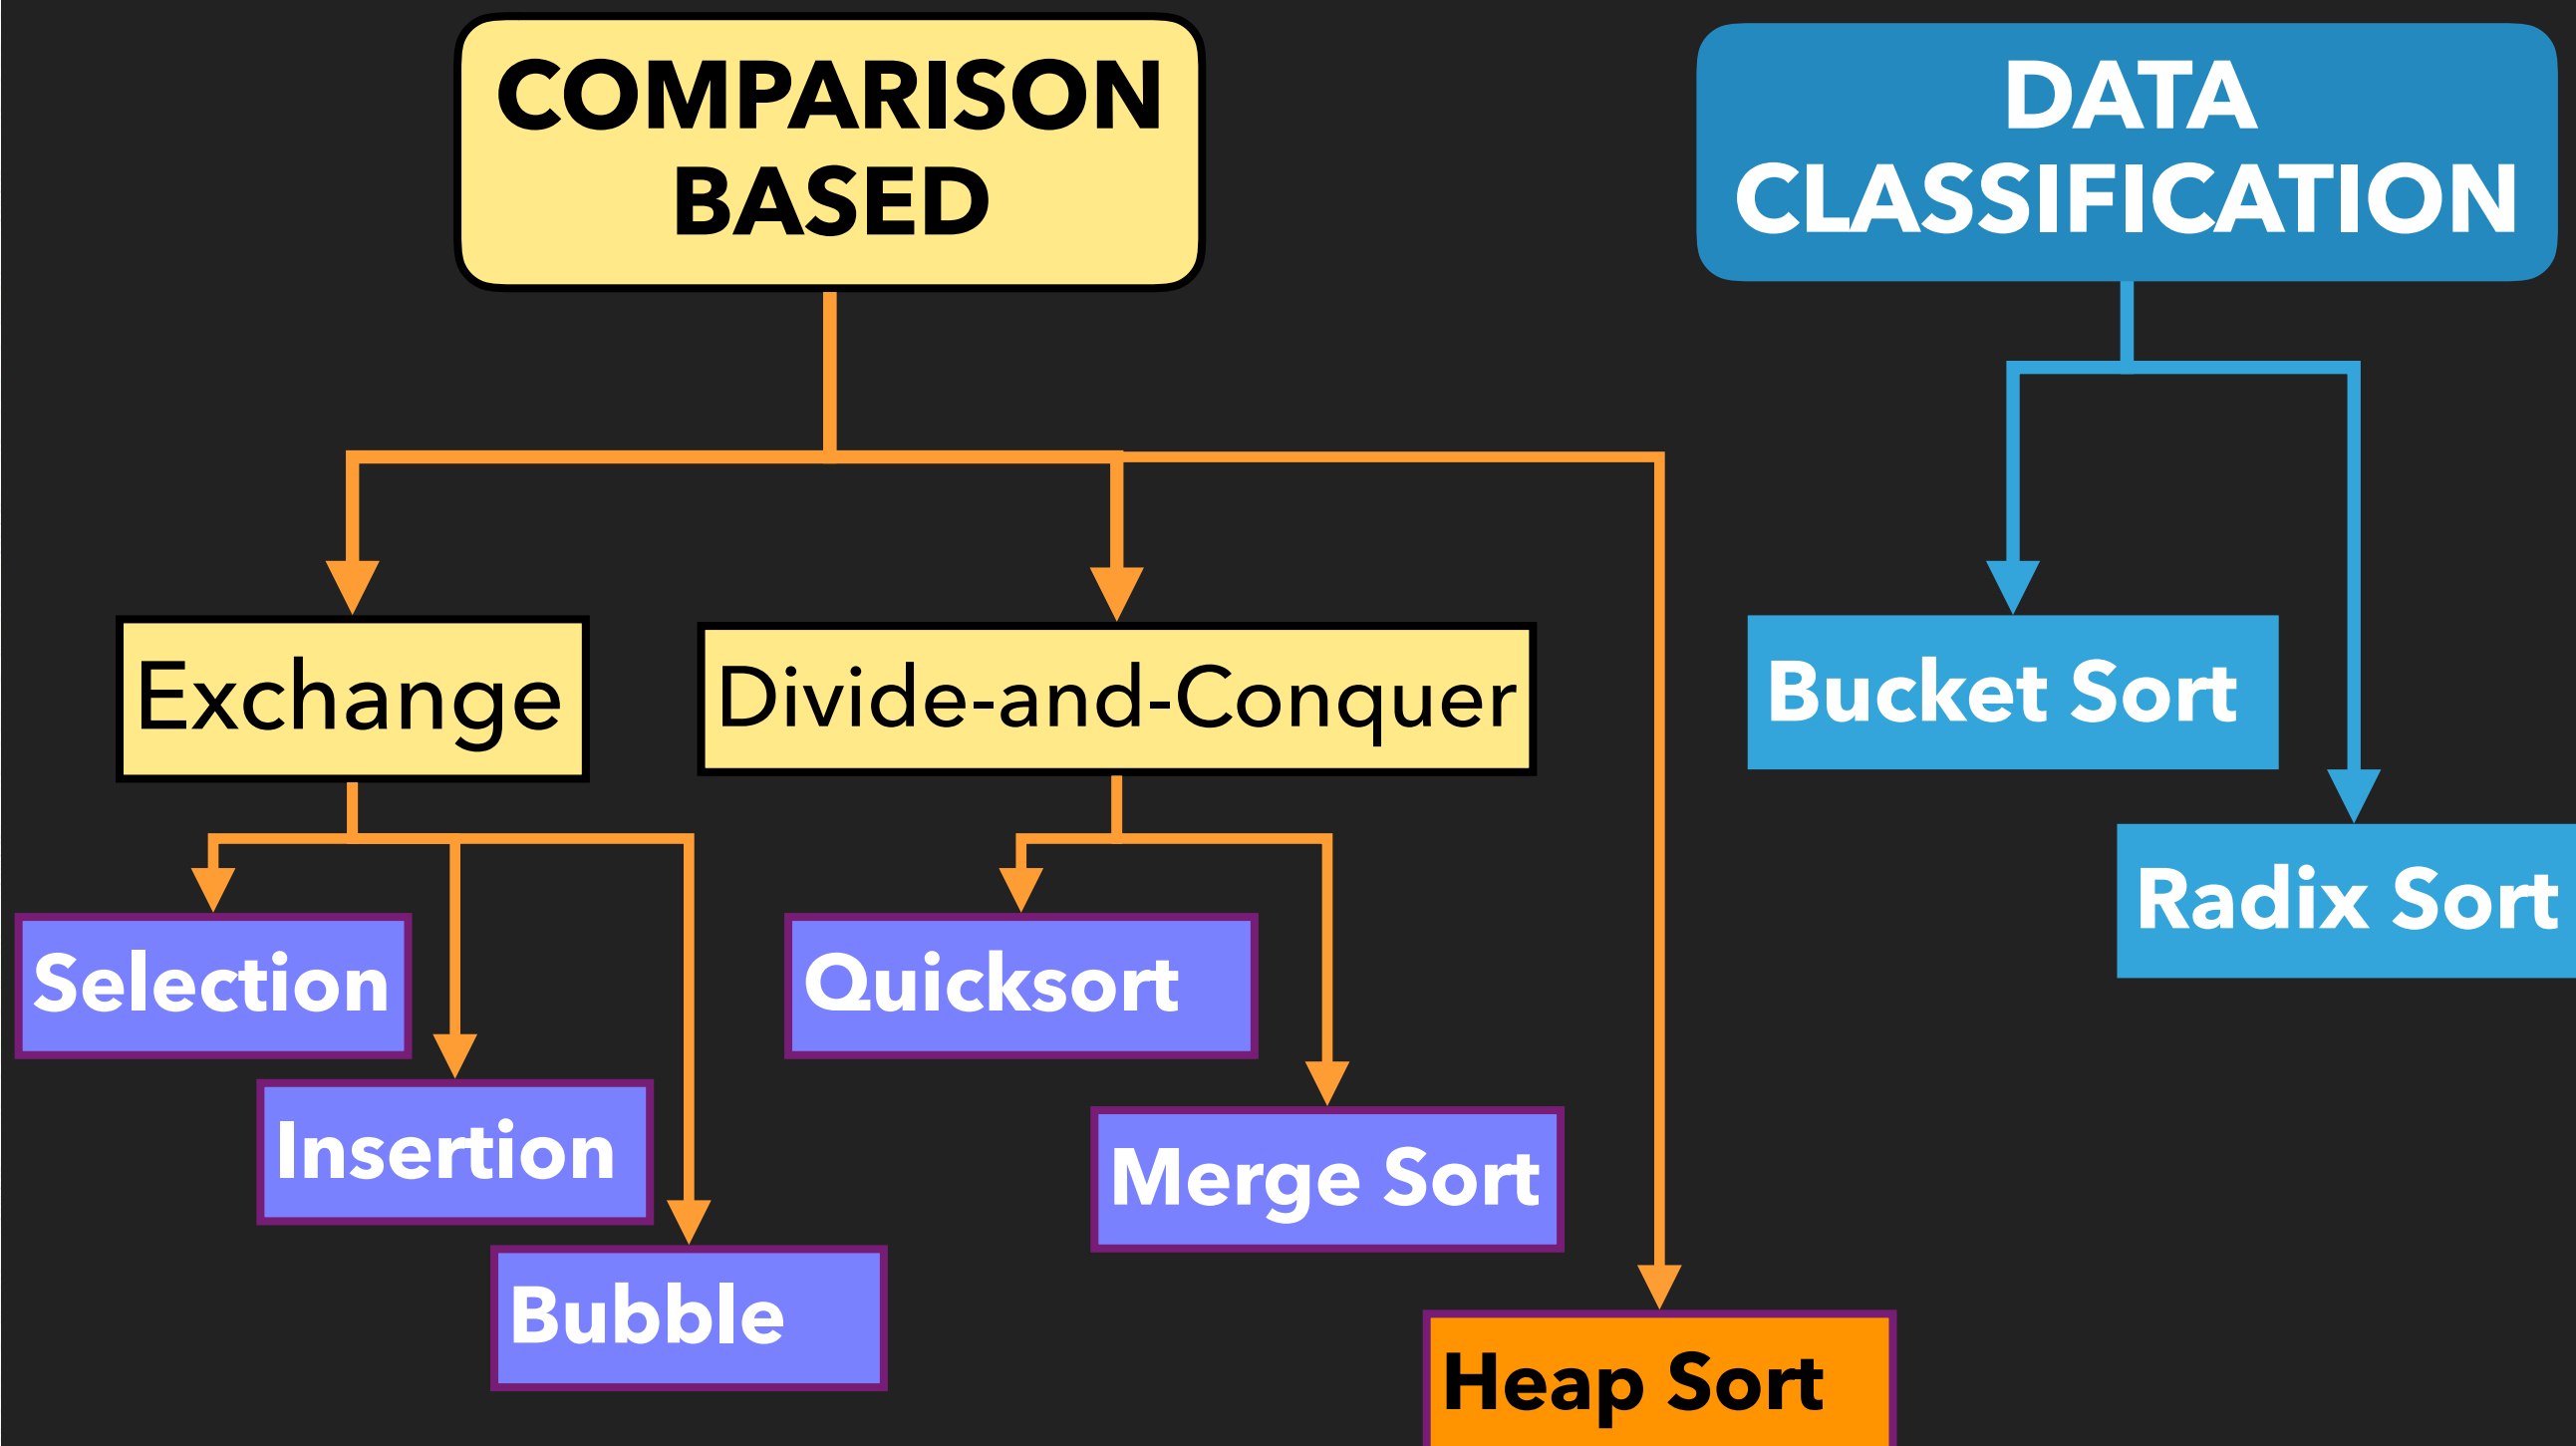 COMPARISON
BASED
DATA
CLASSIFICATION
Exchange
Divide-and-Conquer
Bucket Sort
Radix Sort
Selection
Quicksort
Insertion
Merge Sort
Bubble
Heap Sort